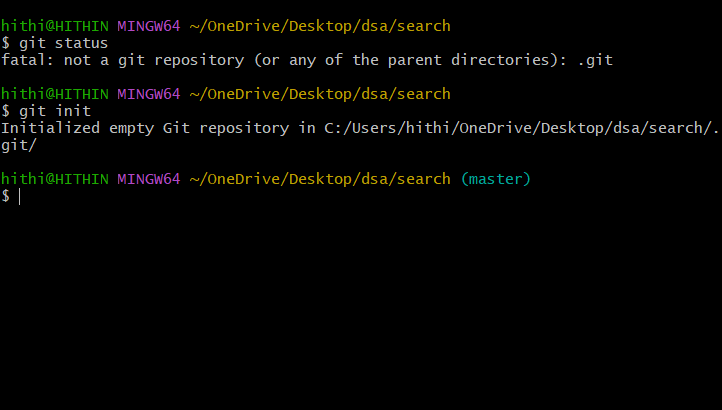 hithi@HITHIN MINGW64 ~/OneDrive/Desktop/dsa/search
$ git status
fatal: not a git repository (or any of the parent directories): .git
hithi@HITHIN MINGW64 ~/OneDrive/Desktop/dsa/search
$ git init
Initialized empty Git repository in C:/Users/hithi/OneDrive/Desktop/dsa/search/.
git/
hithi@HITHIN MINGW64 ~/OneDrive/Desktop/dsa/search (master)
$